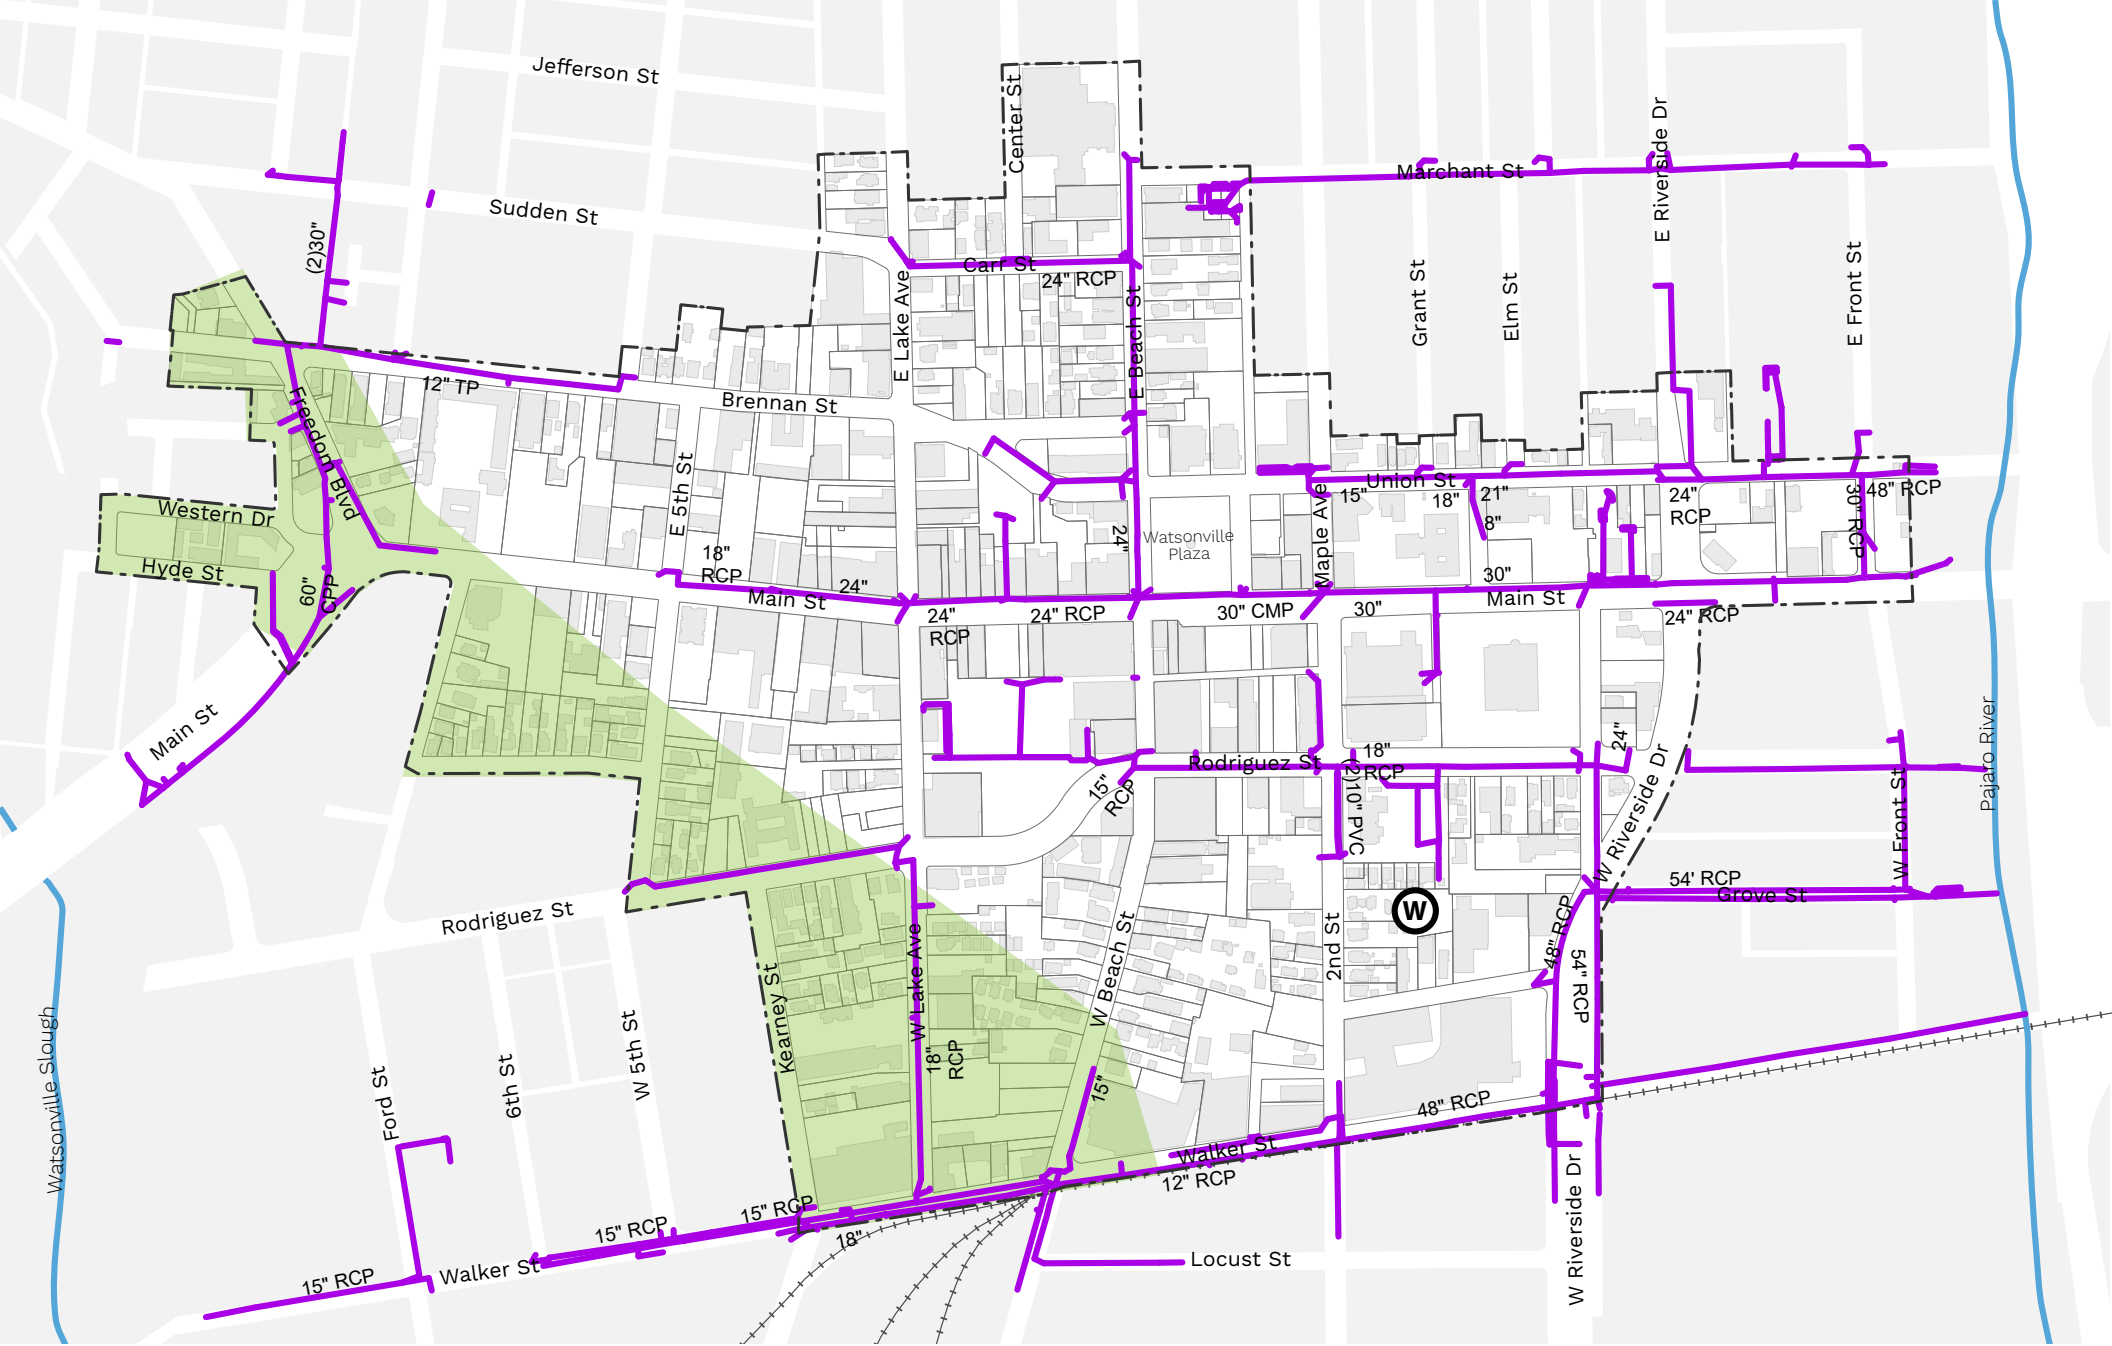 Jefferson St
Center St
E Riverside Dr
Marchant St
Sudden St
(2)30"
Carr St
24" RCP
E Lake Ave
E Beach St
Grant St
Elm St
E Front St
12" TP
Brennan St
Freedom Blvd
E 5th St
Union St
15"
18"
21"
8"
24"
RCP
30" RCP
48" RCP
Western Dr
Hyde St
24"
Watsonville
Plaza
Maple Ave
60"
CPP
18"
RCP
24"
Main St
24"
RCP
24" RCP
30" CMP
30"
30"
Main St
24" RCP
Main St
Pajaro River
24"
W Riverside Dr
18"
RCP
Rodriguez St
(2)10" PVC
15"
RCP
W Front St
54' RCP
Grove St
W
Rodriguez St
W Lake Ave
W Beach St
2nd St
48" RCP
54" RCP
Kearney St
Watsonville Slough
Ford St
6th St
W 5th St
18"
RCP
15"
48" RCP
Walker St
12" RCP
W Riverside Dr
15" RCP
15" RCP
18"
Locust St
15" RCP
Walker St